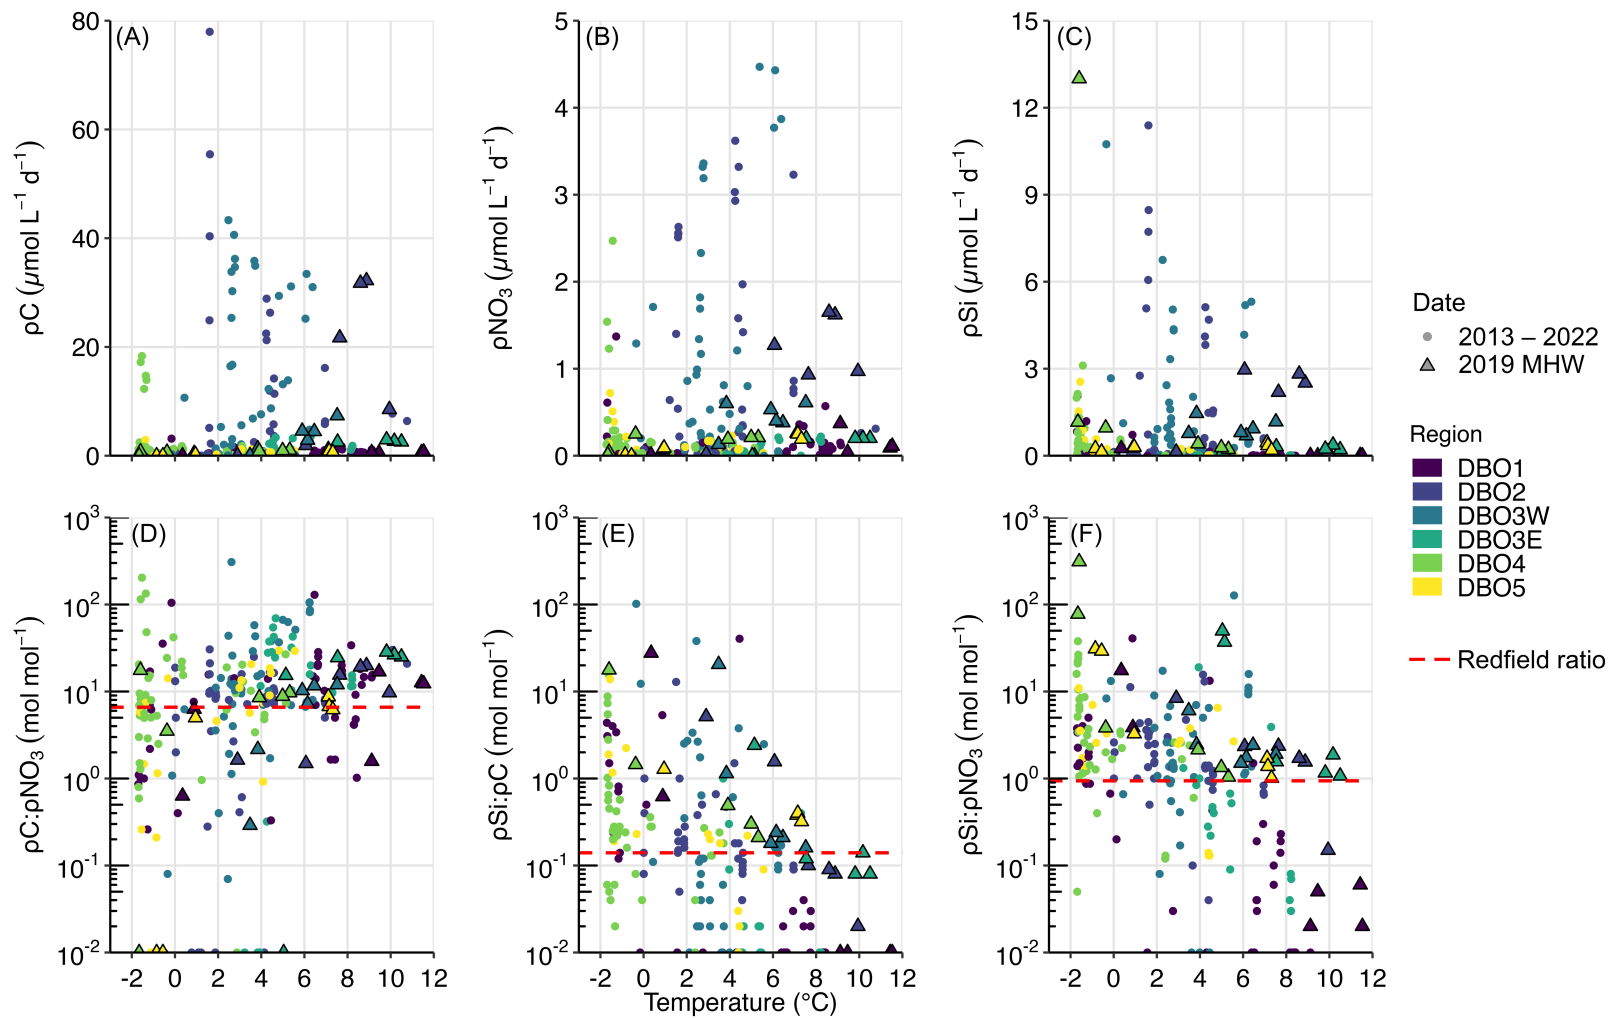 (A)
80
60
40
20
0
ρC (µmol L⁻¹ d⁻¹)
(B)
5
4
3
2
1
0
ρNO₃ (µmol L⁻¹ d⁻¹)
(C)
15
12
9
6
3
0
ρSi (µmol L⁻¹ d⁻¹)
(D)
10³
10²
10¹
10⁰
10⁻¹
10⁻²
ρC:ρNO₃ (mol mol⁻¹)
-2 0 2 4 6 8 10 12
(E)
10³
10²
10¹
10⁰
10⁻¹
10⁻²
ρSi:ρC (mol mol⁻¹)
-2 0 2 4 6 8 10 12
Temperature (°C)
(F)
10³
10²
10¹
10⁰
10⁻¹
10⁻²
ρSi:ρNO₃ (mol mol⁻¹)
-2 0 2 4 6 8 10 12
Date
2013 – 2022
2019 MHW
Region
DBO1
DBO2
DBO3W
DBO3E
DBO4
DBO5
Redfield ratio